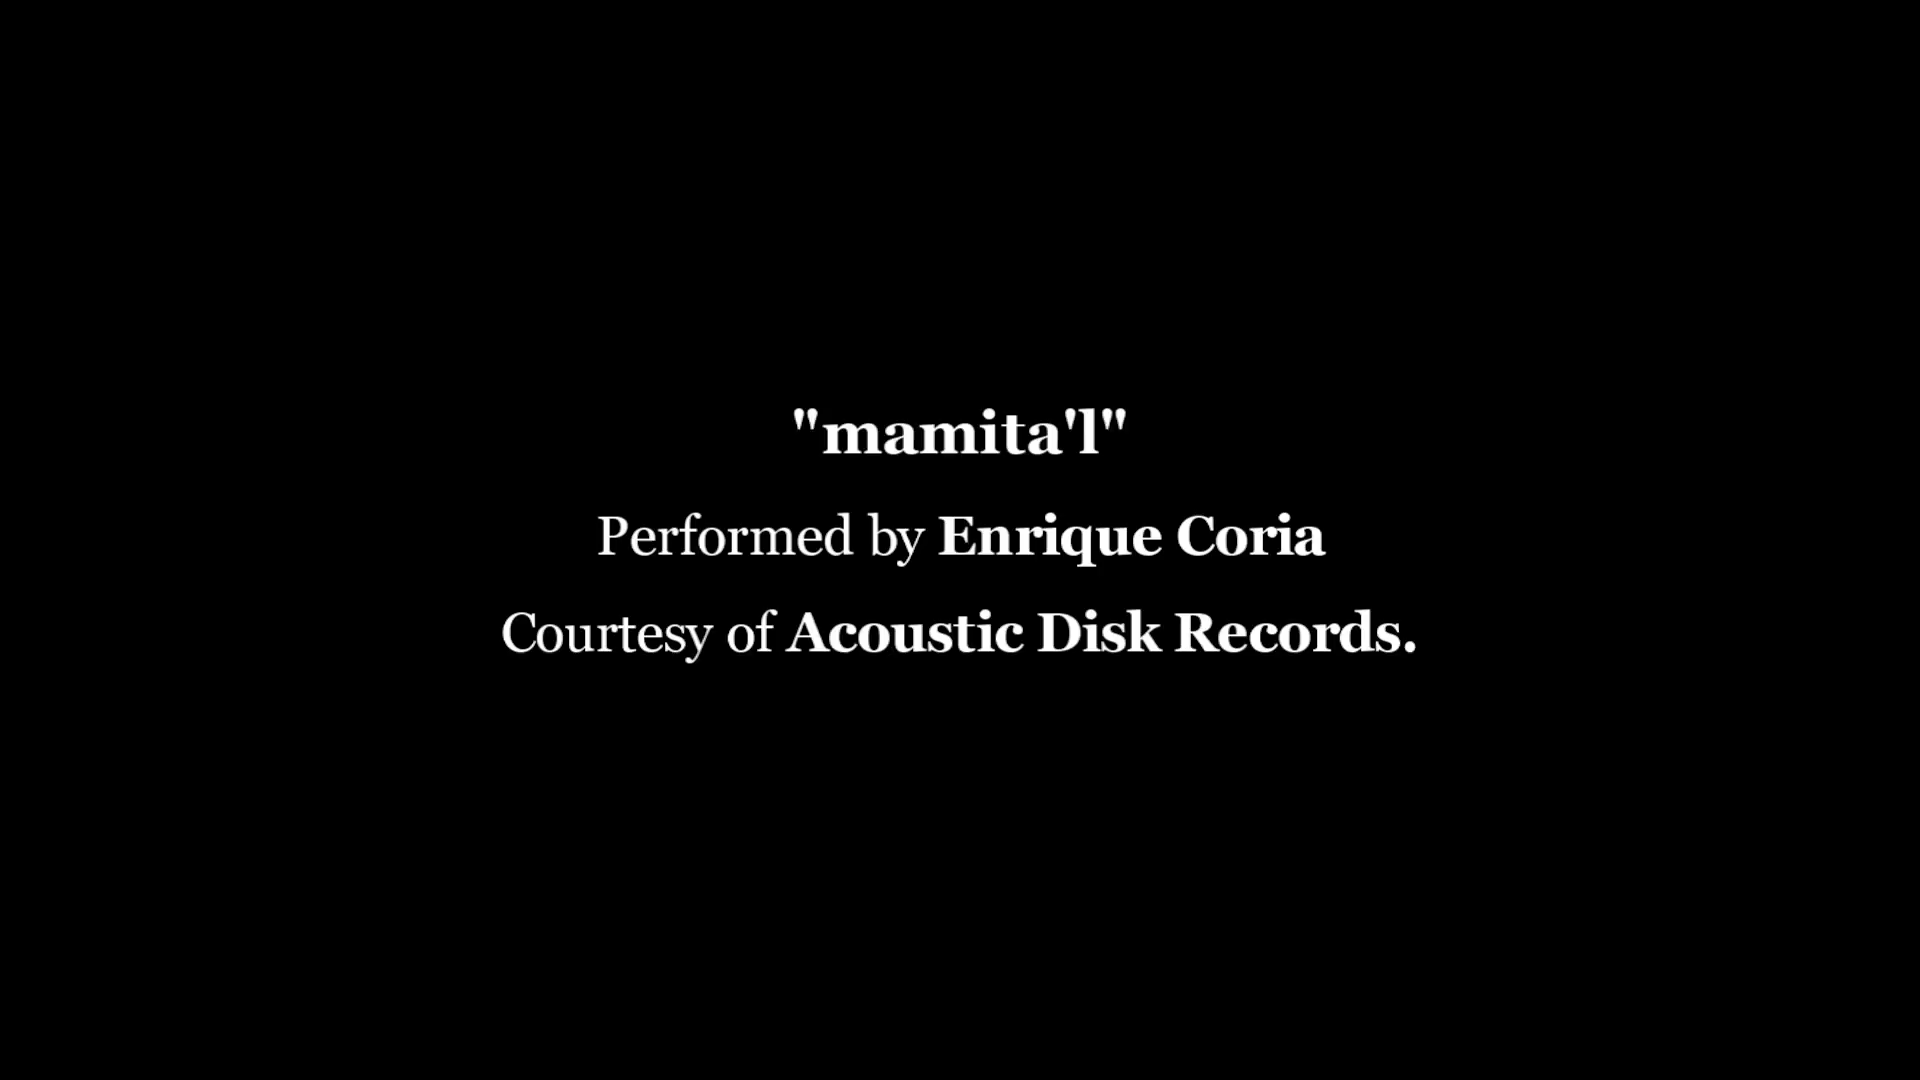 "mamita'l"
Performed by Enrique Coria
Courtesy of Acoustic Disk Records.